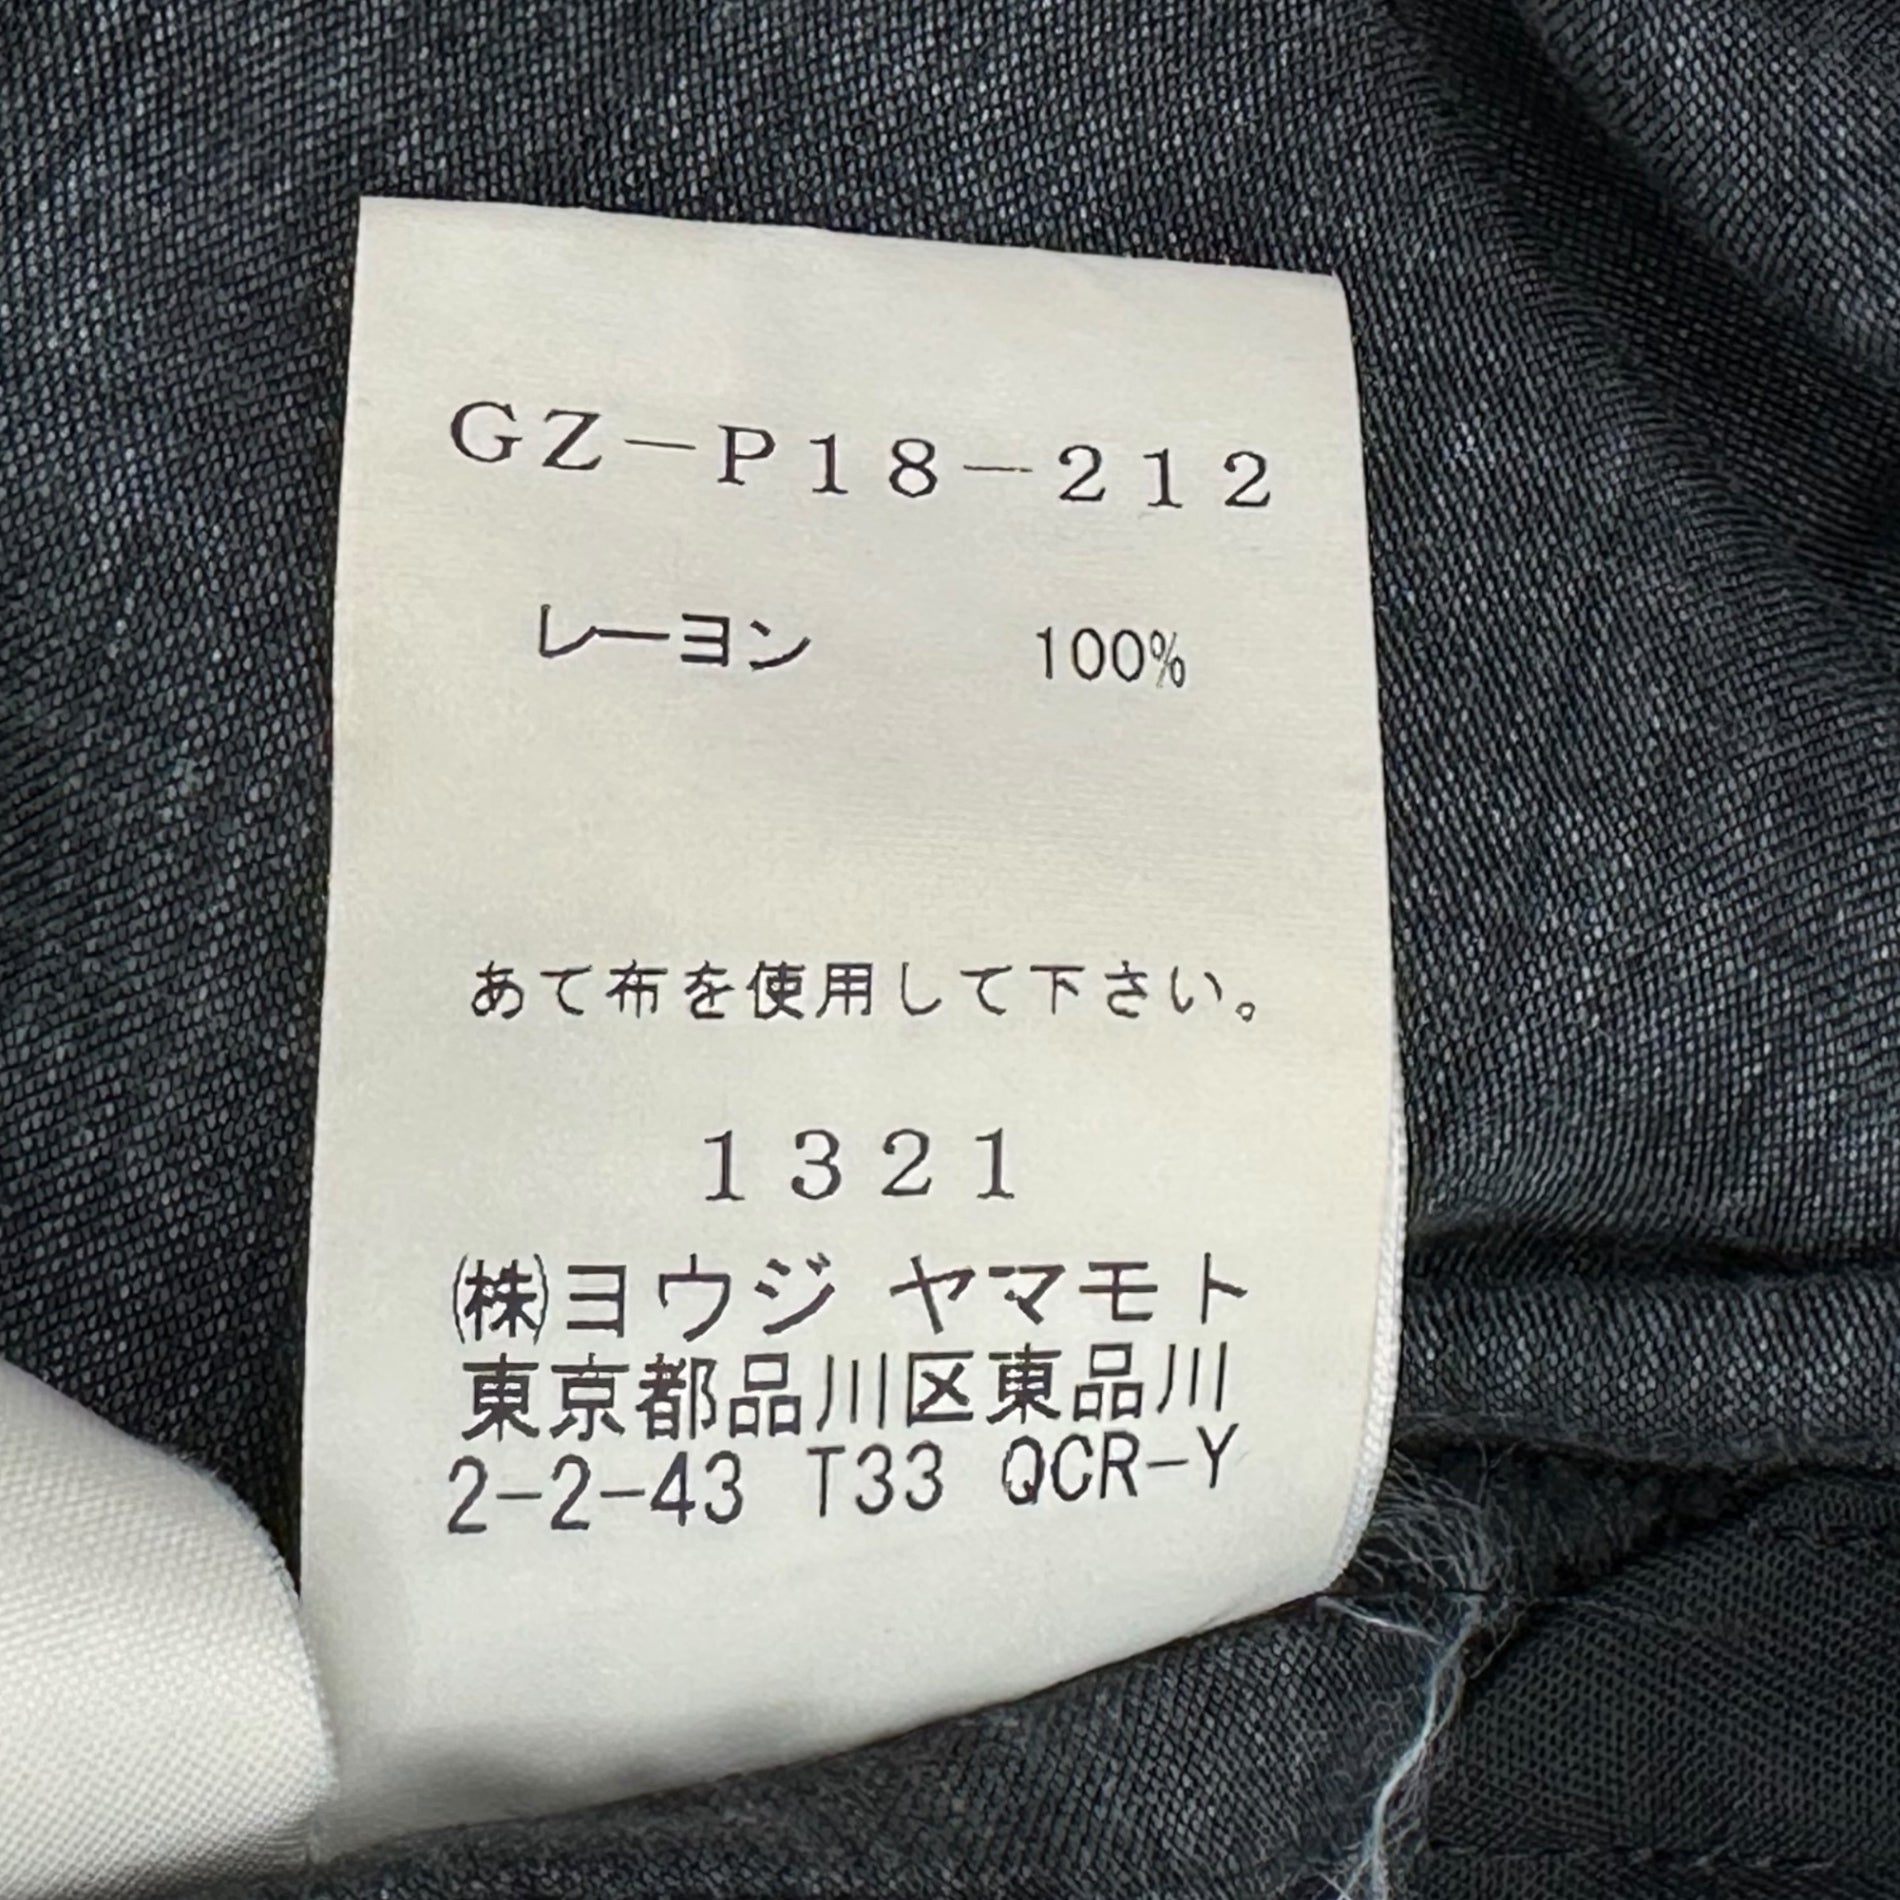 GZ-P18-212
レーヨン 100%
あて布を使用して下さい。
1321
㈱ヨウジ ヤマモト
東京都品川区東品川
2-2-43 T33 QCR-Y